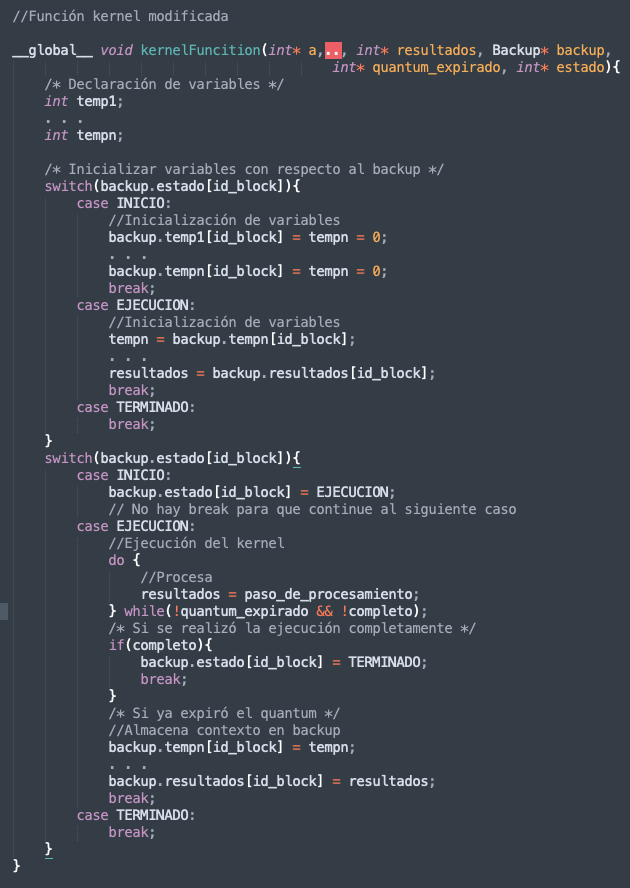 //Función kernel modificada
__global__ void kernelFuncition(int* a,.., int* resultados, Backup* backup,
int* quantum_expirado, int* estado){
/* Declaración de variables */
int temp1;
. . .
int tempn;
/* Inicializar variables con respecto al backup */
switch(backup.estado[id_block]){
case INICIO:
//Inicialización de variables
backup.temp1[id_block] = tempn = 0;
. . .
backup.tempn[id_block] = tempn = 0;
break;
case EJECUCION:
//Inicialización de variables
tempn = backup.tempn[id_block];
. . .
resultados = backup.resultados[id_block];
break;
case TERMINADO:
break;
}
switch(backup.estado[id_block]){
case INICIO:
backup.estado[id_block] = EJECUCION;
// No hay break para que continue al siguiente caso
case EJECUCION:
//Ejecución del kernel
do {
//Procesa
resultados = paso_de_procesamiento;
} while(!quantum_expirado && !completo);
/* Si se realizó la ejecución completamente */
if(completo){
backup.estado[id_block] = TERMINADO;
break;
}
/* Si ya expiró el quantum */
//Almacena contexto en backup
backup.tempn[id_block] = tempn;
. . .
backup.resultados[id_block] = resultados;
break;
case TERMINADO:
break;
}
}